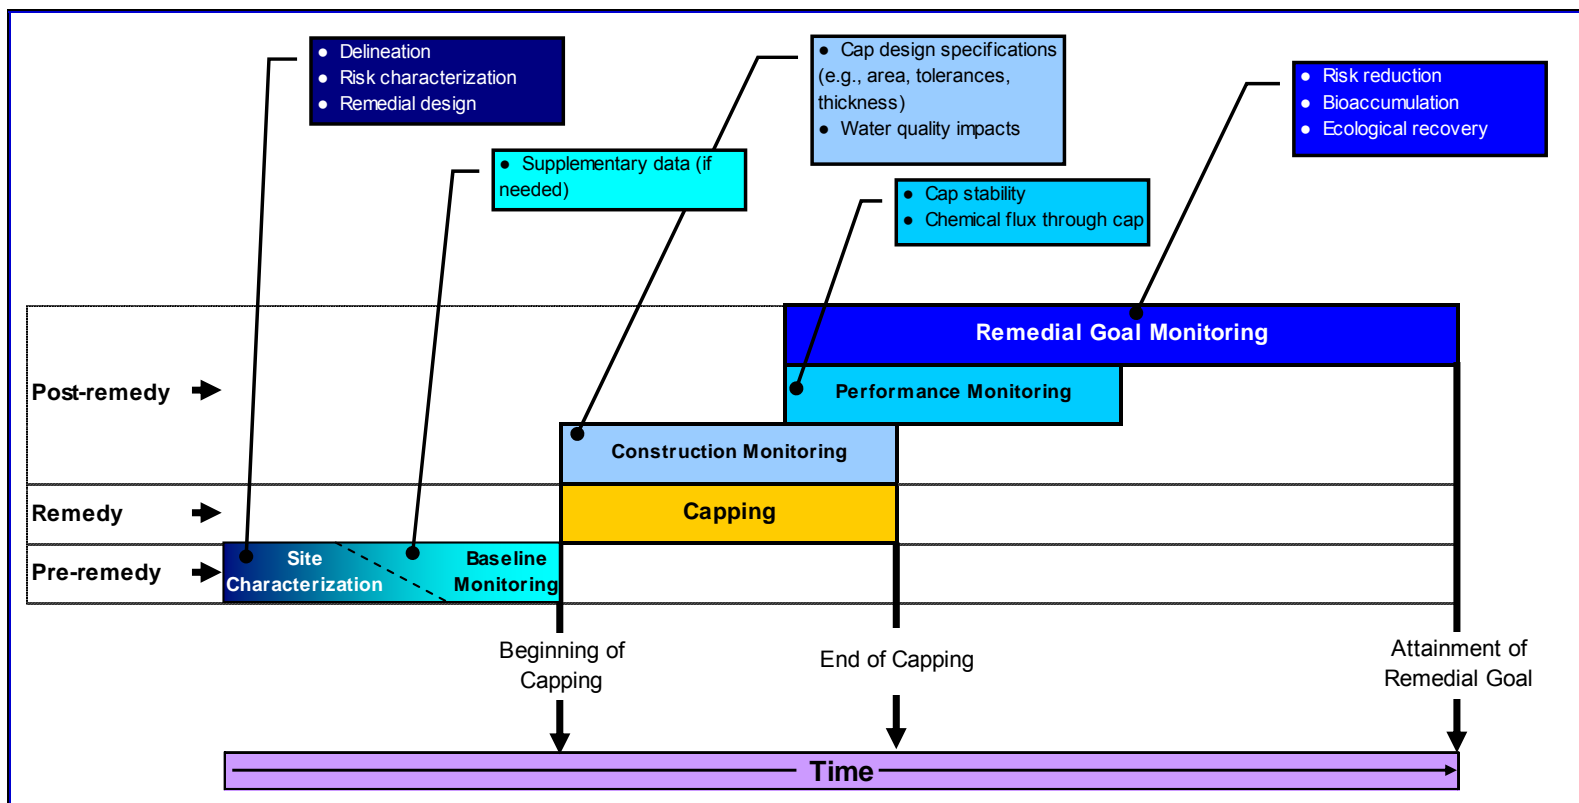 ● Delineation
● Risk characterization
● Remedial design
● Cap design specifications
(e.g., area, tolerances,
thickness)
● Water quality impacts
● Risk reduction
● Bioaccumulation
● Ecological recovery
● Supplementary data (if
needed)
● Cap stability
● Chemical flux through cap
Remedial Goal Monitoring
Post-remedy
Performance Monitoring
Construction Monitoring
Remedy
Capping
Pre-remedy
Site
Characterization
Baseline
Monitoring
Beginning of
Capping
End of Capping
Attainment of
Remedial Goal
Time